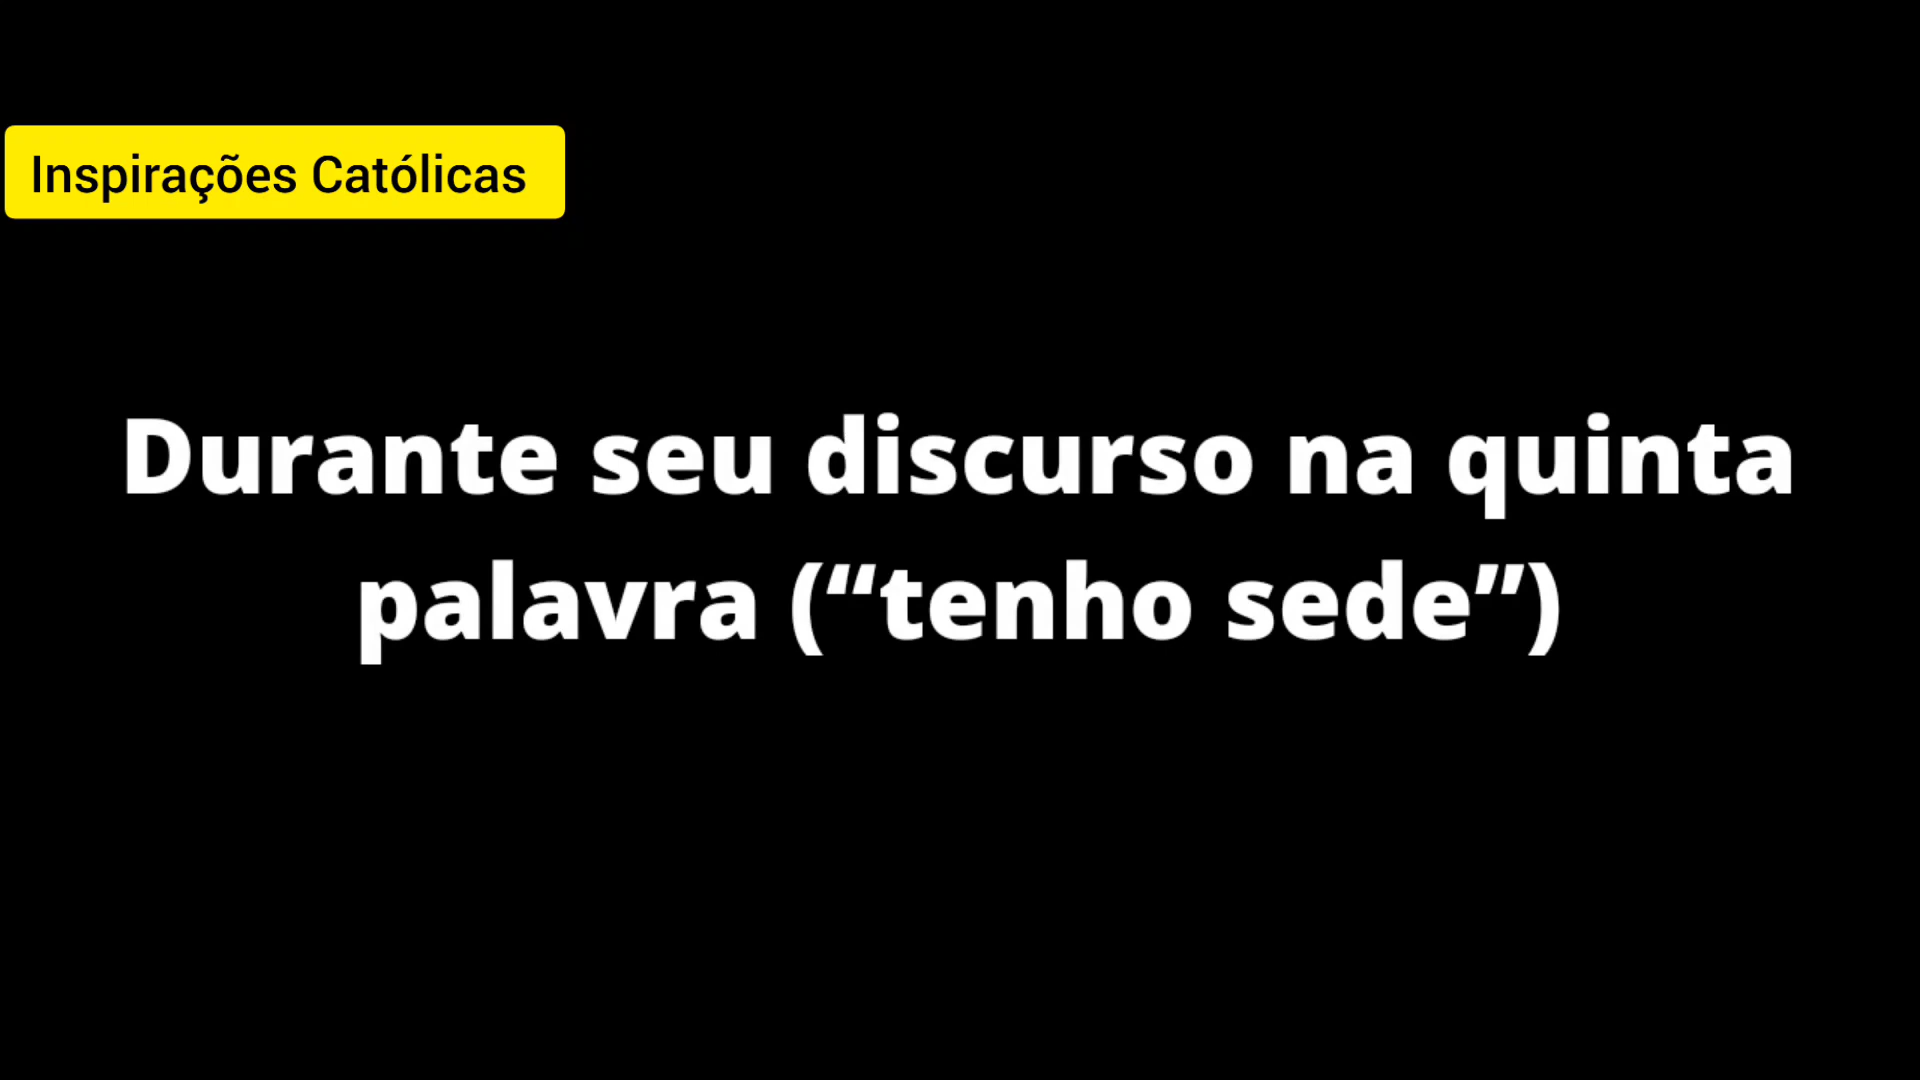 Inspirações Católicas
Durante seu discurso na quinta
palavra (“tenho sede”)